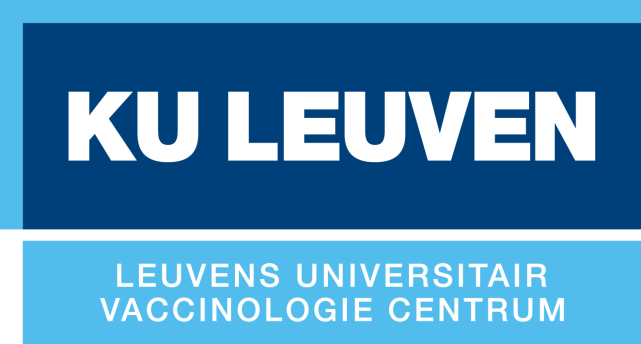 KU LEUVEN
LEUVENS UNIVERSITAIR
VACCINOLOGIE CENTRUM